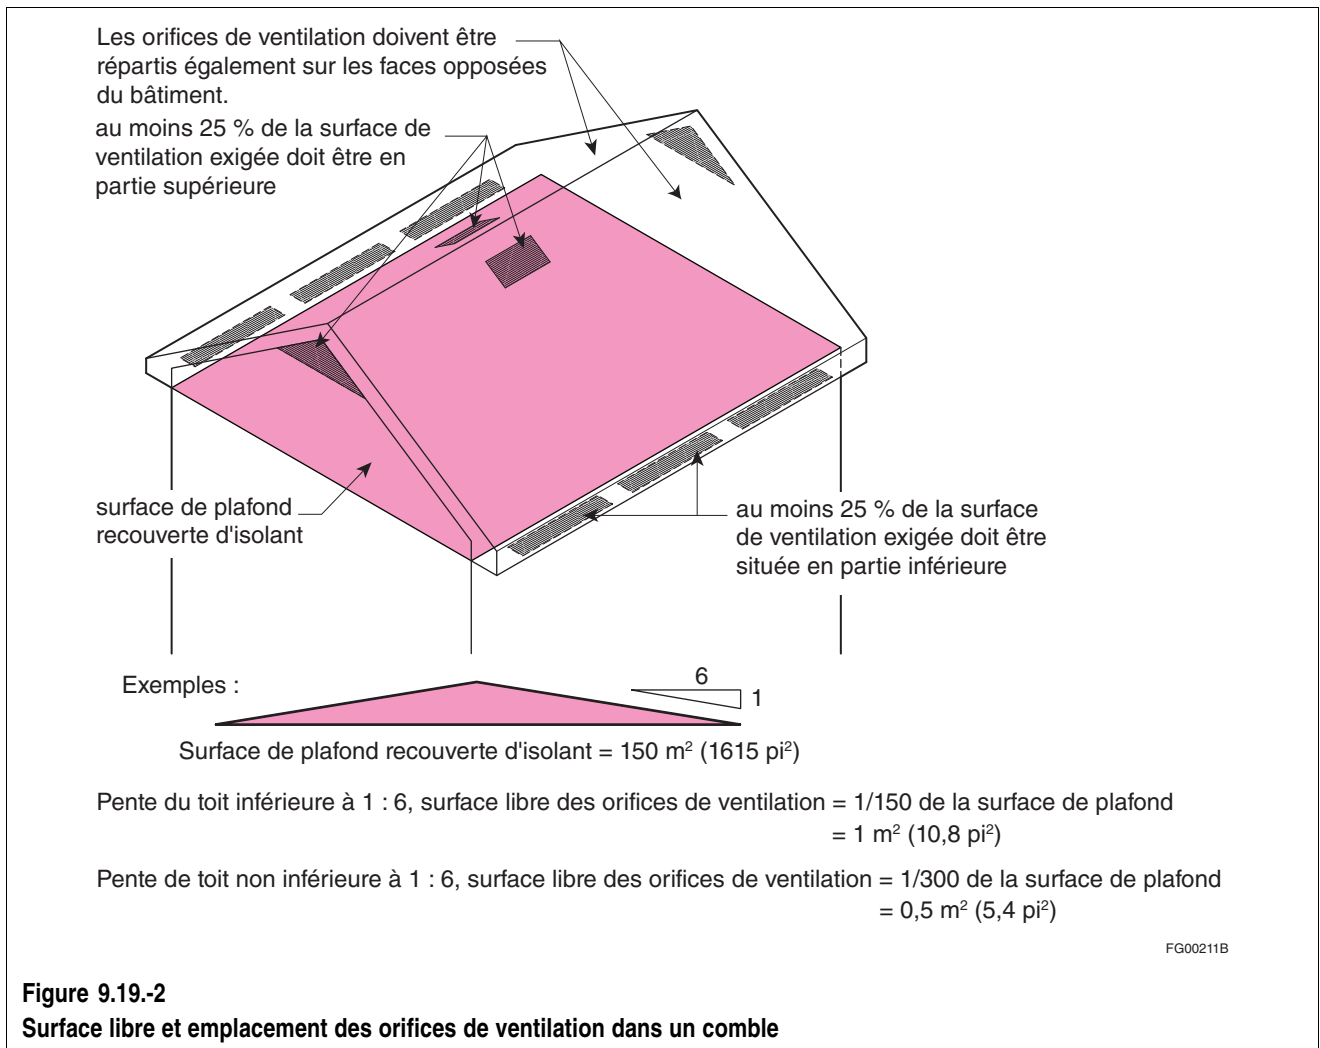 Les orifices de ventilation doivent être
répartis également sur les faces opposées
du bâtiment.
au moins 25 % de la surface de
ventilation exigée doit être en
partie supérieure
surface de plafond
recouverte d'isolant
au moins 25 % de la surface
de ventilation exigée doit être
située en partie inférieure
Exemples :
6
1
Surface de plafond recouverte d'isolant = 150 m² (1615 pi²)
Pente du toit inférieure à 1 : 6, surface libre des orifices de ventilation = 1/150 de la surface de plafond
= 1 m² (10,8 pi²)
Pente de toit non inférieure à 1 : 6, surface libre des orifices de ventilation = 1/300 de la surface de plafond
= 0,5 m² (5,4 pi²)
FG00211B
Figure 9.19.-2
Surface libre et emplacement des orifices de ventilation dans un comble